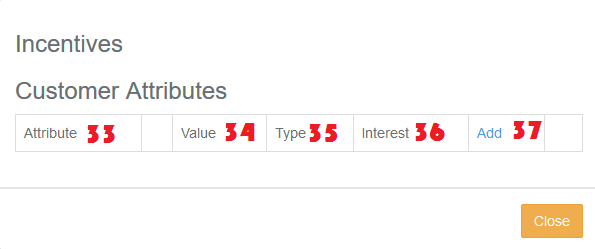 Incentives
Customer Attributes
Attribute 33 Value 34 Type 35 Interest 36 Add 37
Close